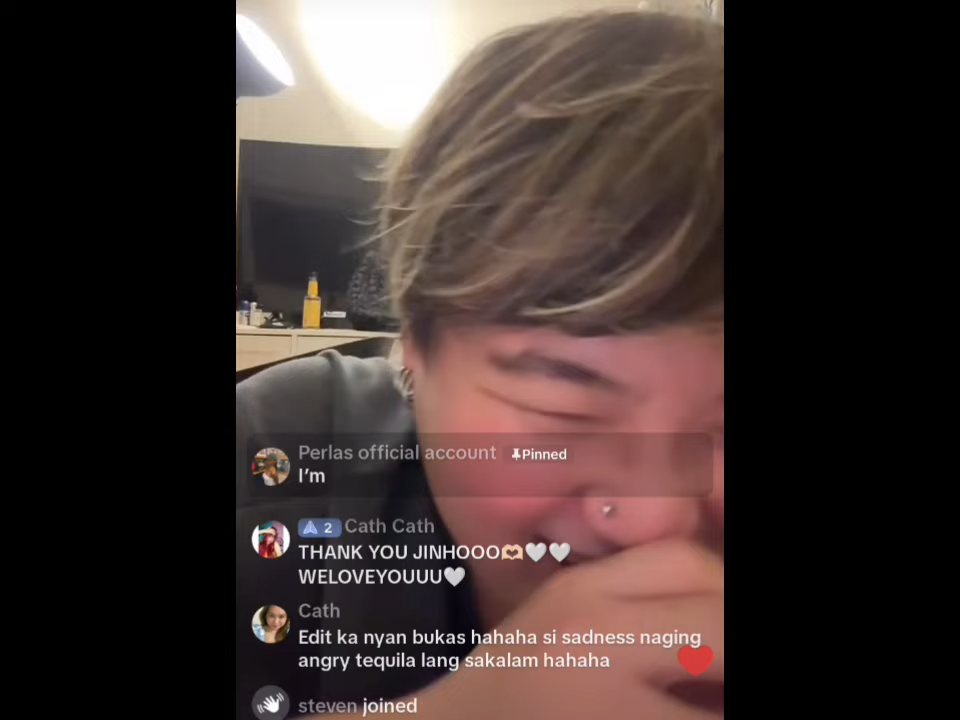 Perlas official account Pinned
I'm
2 Cath Cath
THANK YOU JINHOOO🫶🏼🤍🤍
WELOVEYOUUU🤍
Cath
Edit ka nyan bukas hahaha si sadness naging
angry tequila lang sakalam hahaha
steven joined